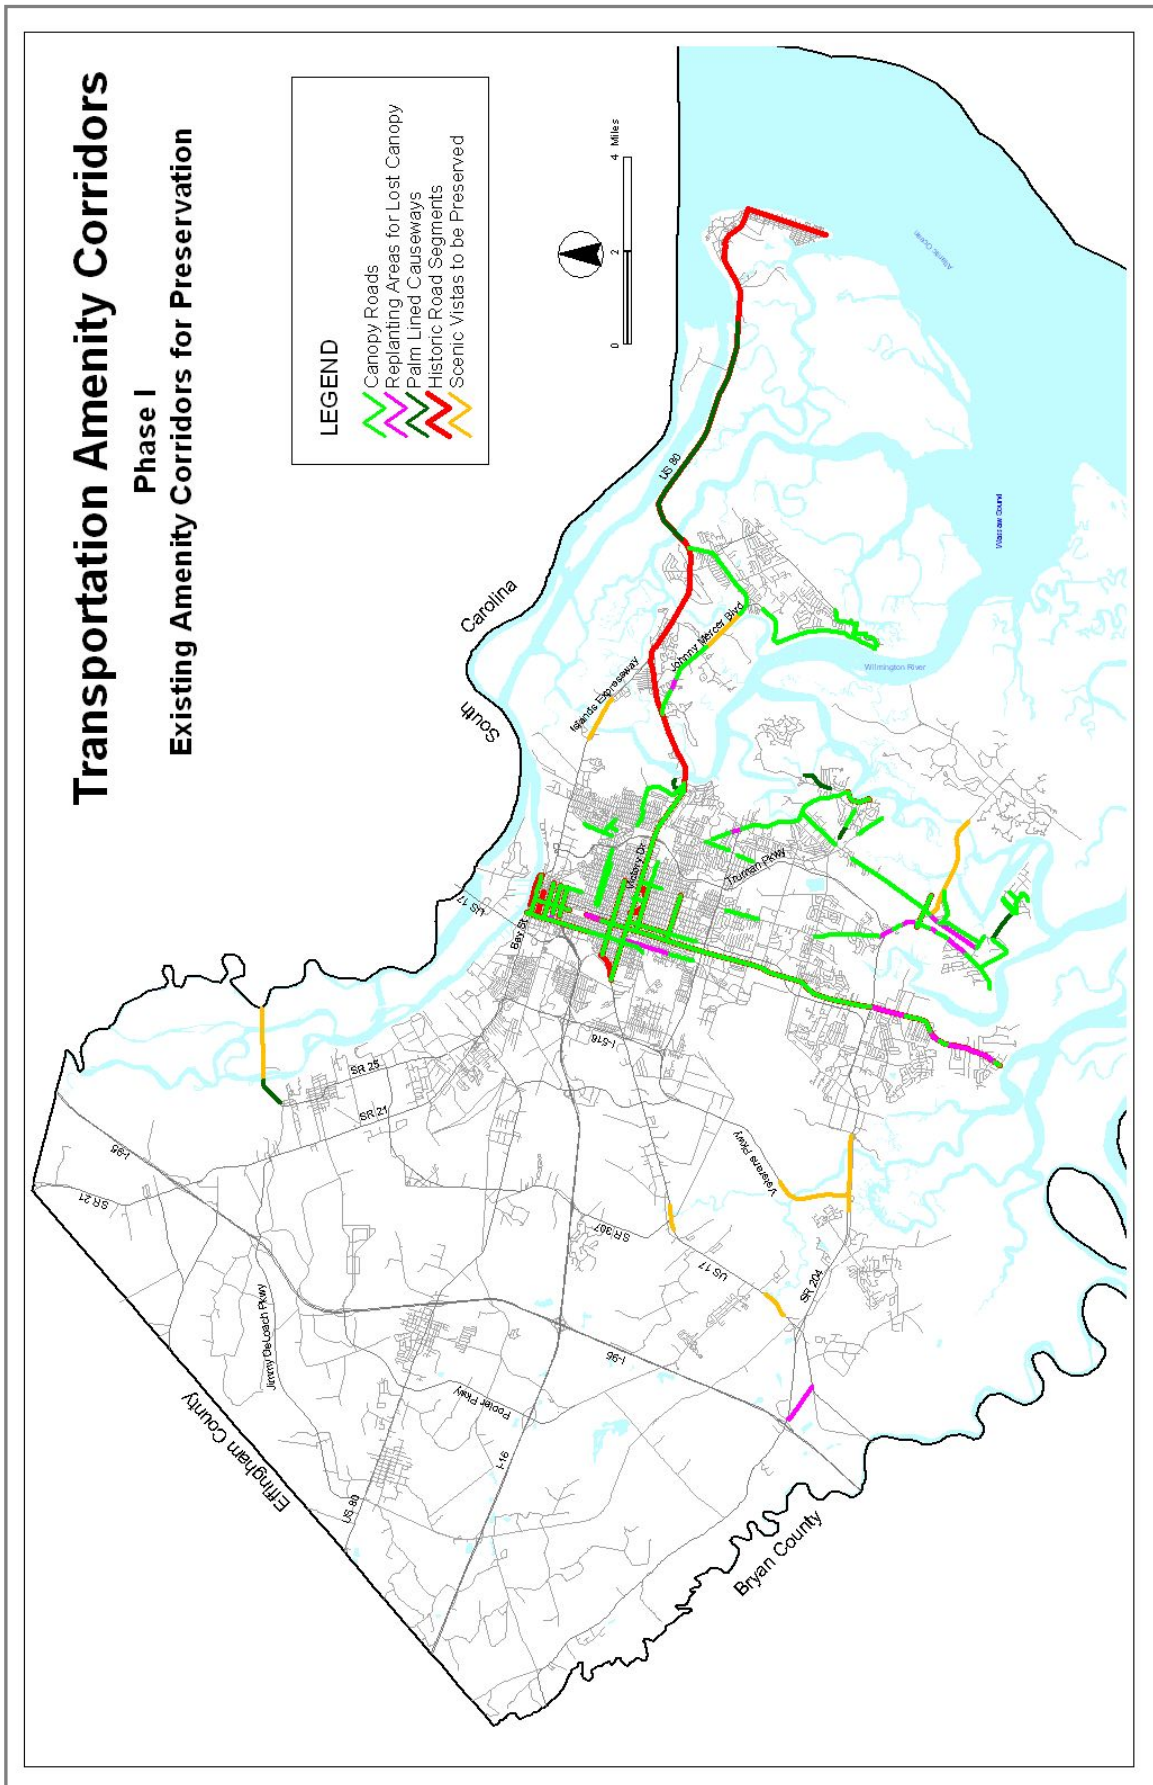 Transportation Amenity Corridors
Phase I
Existing Amenity Corridors for Preservation
LEGEND
Canopy Roads
Replanting Areas for Lost Canopy
Palm Lined Causeways
Historic Road Segments
Scenic Vistas to be Preserved
0 2 4 Miles
South Carolina
Effingham County
Bryan County
I-95
SR 21
SR 25
SR 21
Jimmy DeLoach Pkwy
US 80
Pooler Pkwy
I-16
I-95
SR 307
US 17
SR 204
Veterans Pkwy
I-516
US 17
Bay St
Victory Dr
Truman Pkwy
Islands Expressway
Johnny Mercer Blvd
US 80
Wilmington River
Wassaw Sound
Atlantic Ocean